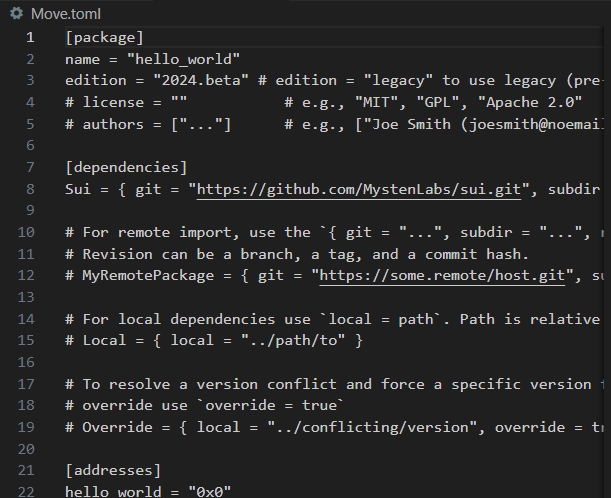 Move.toml
1 [package]
2 name = "hello_world"
3 edition = "2024.beta" # edition = "legacy" to use legacy (pre-
4 # license = "" # e.g., "MIT", "GPL", "Apache 2.0"
5 # authors = ["..."] # e.g., ["Joe Smith (joesmith@noemail
6
7 [dependencies]
8 Sui = { git = "https://github.com/MystenLabs/sui.git", subdir
9
10 # For remote import, use the `{ git = "...", subdir = "...",
11 # Revision can be a branch, a tag, and a commit hash.
12 # MyRemotePackage = { git = "https://some.remote/host.git", su
13
14 # For local dependencies use `local = path`. Path is relative
15 # Local = { local = "../path/to" }
16
17 # To resolve a version conflict and force a specific version
18 # override use `override = true`
19 # Override = { local = "../conflicting/version", override = tr
20
21 [addresses]
22 hello_world = "0x0"